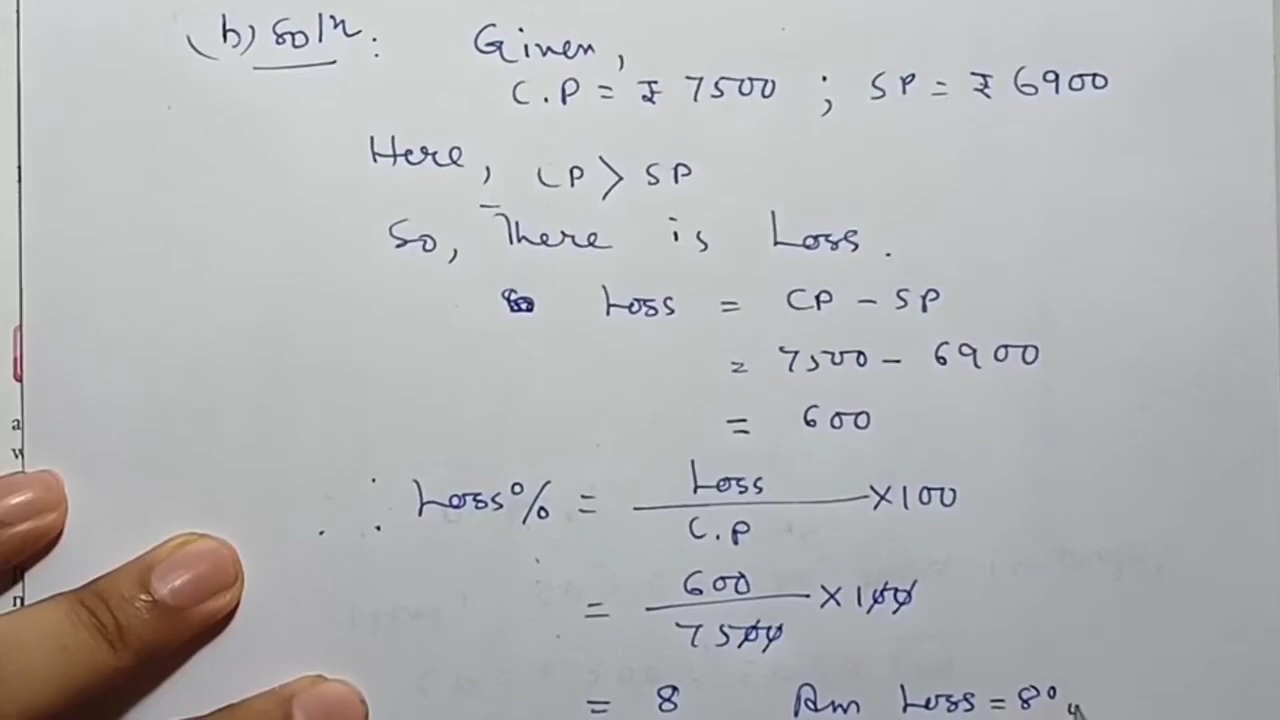 (b) Soln: Given,
C.P = ₹ 7500 ; SP = ₹ 6900
Here, CP > SP
So, There is Loss.
Loss = CP - SP
= 7500 - 6900
= 600
∴ Loss% = Loss / C.P × 100
= 600 / 7500 × 100
= 8 Ans Loss = 8%